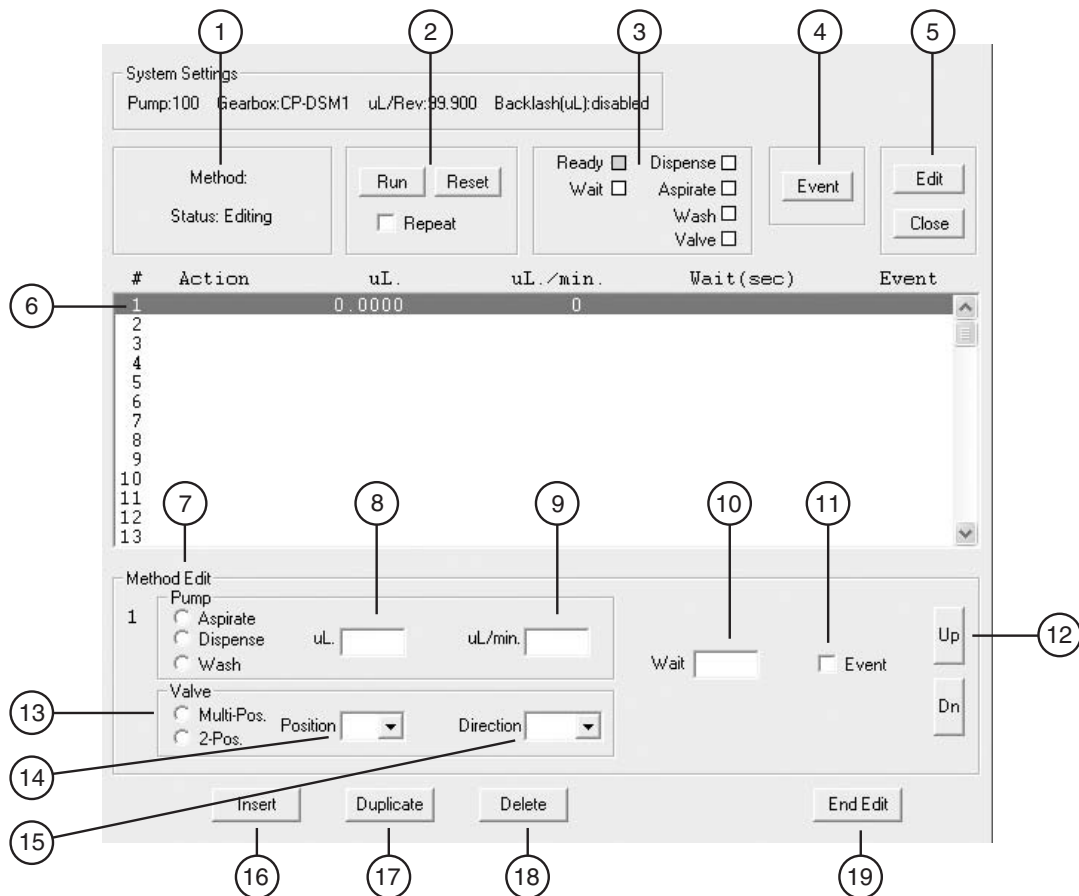 1 2 3 4 5
System Settings
Pump:100 Gearbox:CP-DSM1 uL/Rev:99.900 Backlash(uL):disabled
Method:
Status: Editing
Run Reset
Repeat
Ready Dispense
Wait Aspirate
Wash
Valve
Event
Edit
Close
# Action uL. uL./min. Wait(sec) Event
6
1 0.0000 0
2
3
4
5
6
7
8
9
10
11
12
13
7 8 9 10 11
Method Edit
1
Pump
Aspirate
Dispense
Wash
uL.
uL/min.
Wait
Event
Up
Dn
12
13
Valve
Multi-Pos.
2-Pos.
Position
Direction
14
15
Insert Duplicate Delete End Edit
16 17 18 19